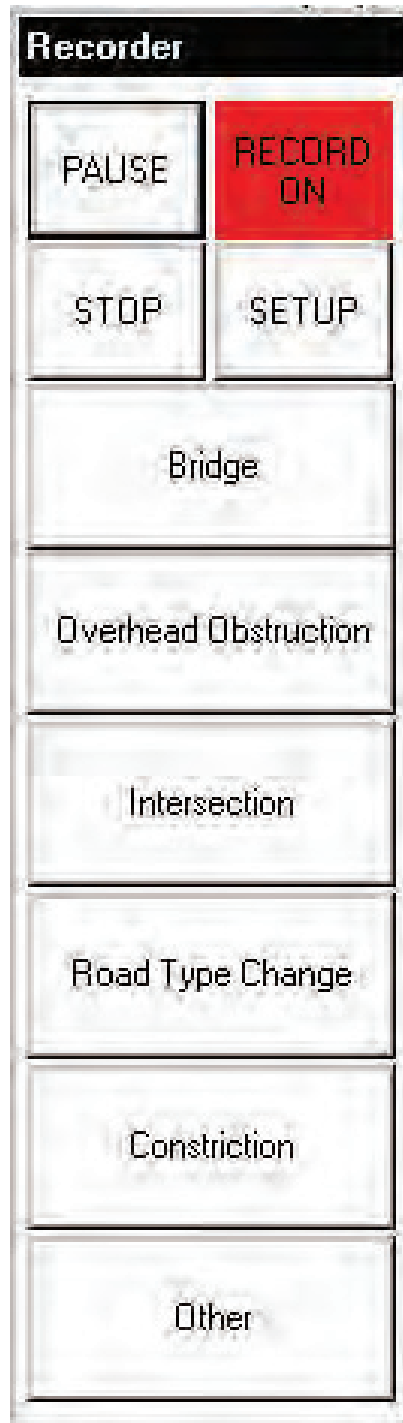 Recorder
PAUSE
RECORD
ON
STOP
SETUP
Bridge
Overhead Obstruction
Intersection
Road Type Change
Constriction
Other